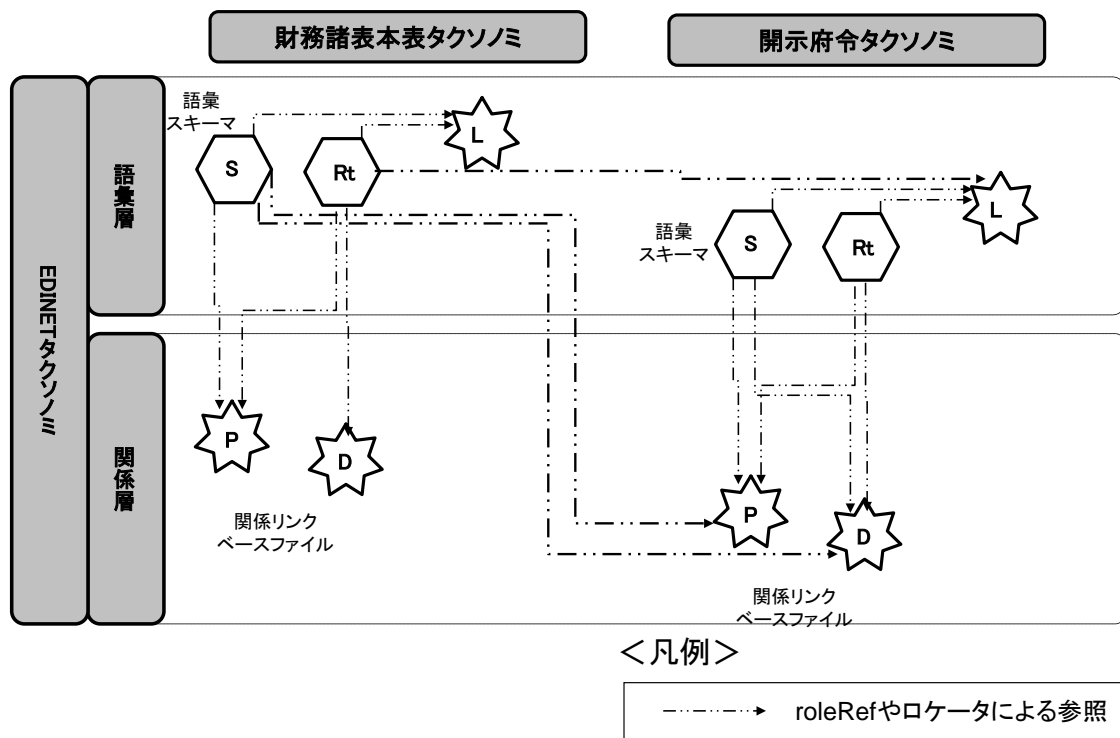 財務諸表本表タクソノミ
開示府令タクソノミ
EDINETタクソノミ
語彙層
語彙
スキーマ
S
Rt
L
語彙
スキーマ
S
Rt
L
関係層
P
D
関係リンク
ベースファイル
P
D
関係リンク
ベースファイル
＜凡例＞
roleRefやロケータによる参照